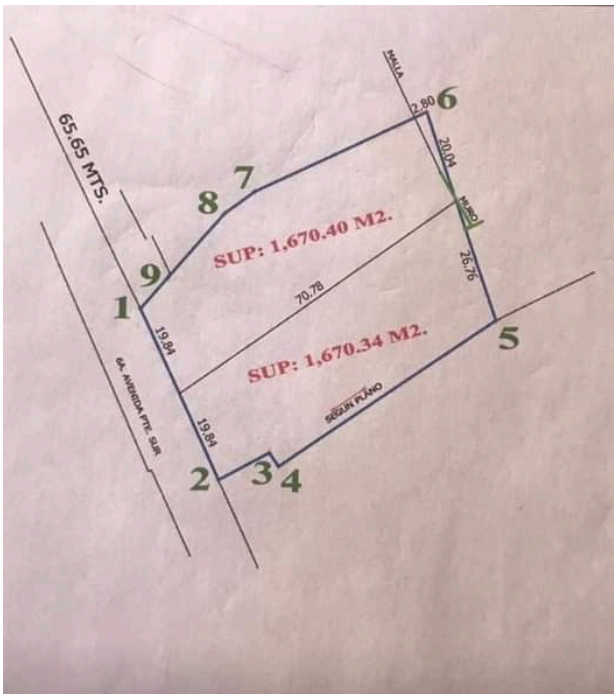 MALLA
6
2.80
65.65 MTS.
20.04
7
8
MURO
SUP: 1,670.40 M2.
9
26.76
1
70.78
19.84
5
SUP: 1,670.34 M2.
6A. AVENIDA PTE. SUR
SEGUN PLANO
19.84
2
3
4